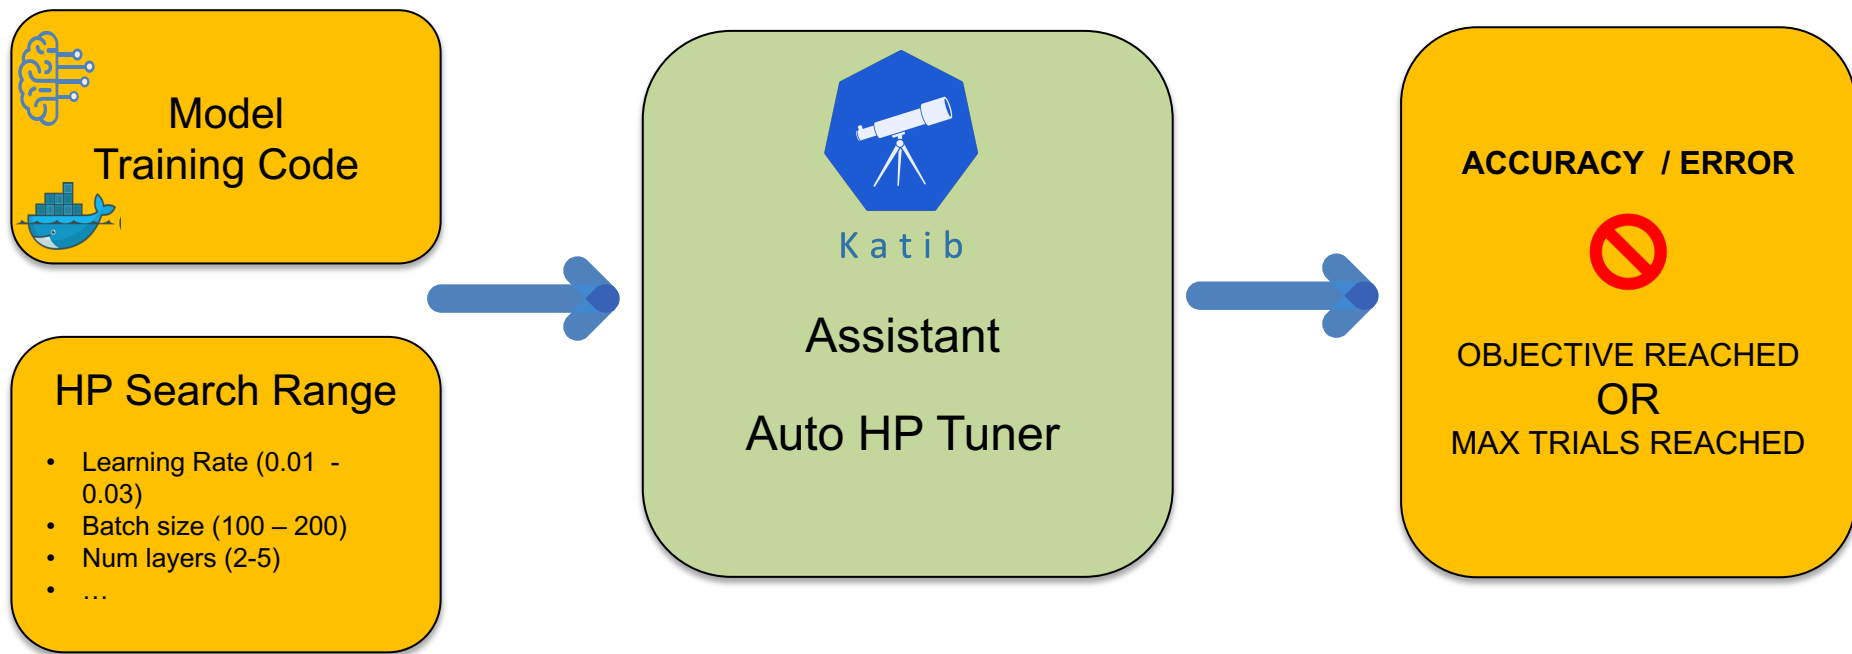 Model
Training Code
HP Search Range
• Learning Rate (0.01 -
0.03)
• Batch size (100 – 200)
• Num layers (2-5)
• …
Katib
Assistant
Auto HP Tuner
ACCURACY / ERROR
OBJECTIVE REACHED
OR
MAX TRIALS REACHED